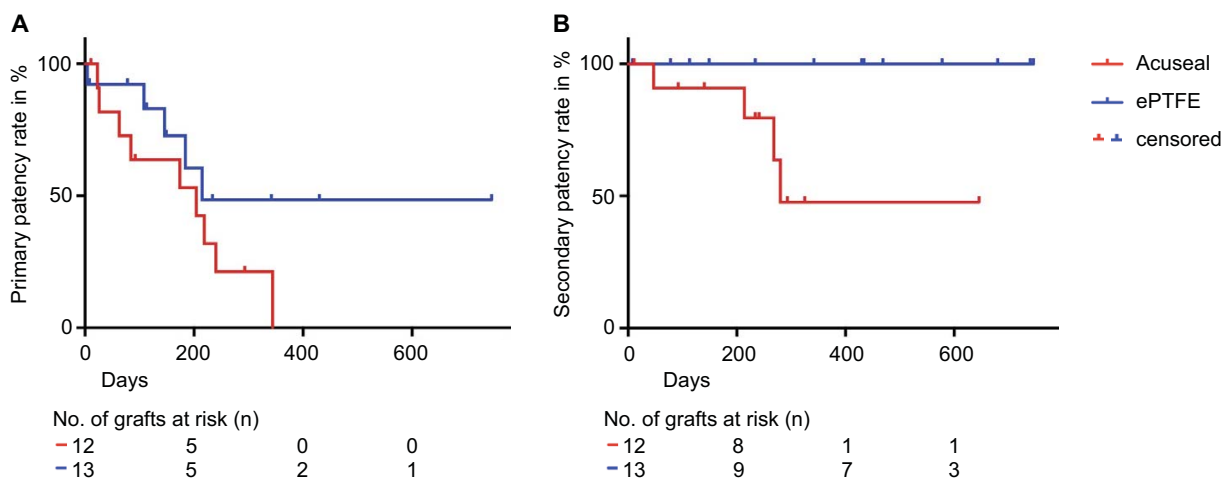 A
Primary patency rate in %
100
50
0
0 200 400 600
Days
No. of grafts at risk (n)
12 5 0 0
13 5 2 1
B
Secondary patency rate in %
100
50
0
0 200 400 600
Days
No. of grafts at risk (n)
12 8 1 1
13 9 7 3
Acuseal
ePTFE
censored